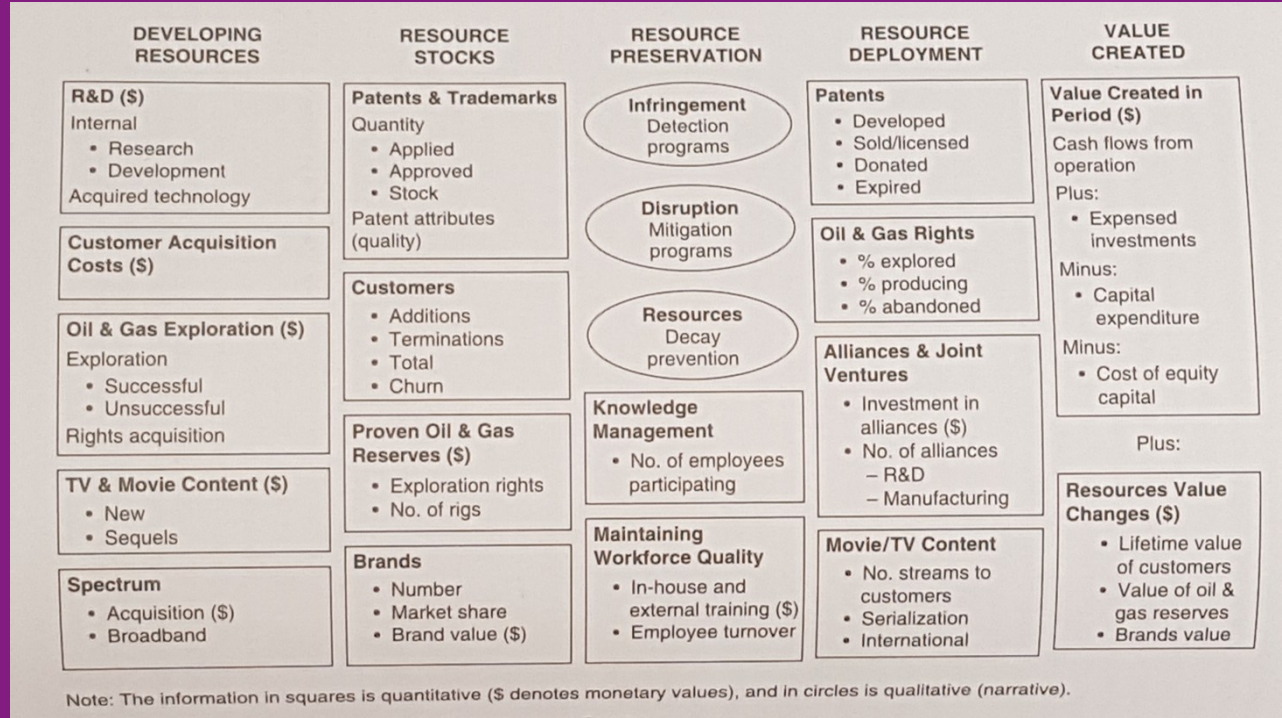 DEVELOPING
RESOURCES
R&D ($)
Internal
• Research
• Development
Acquired technology
Customer Acquisition
Costs ($)
Oil & Gas Exploration ($)
Exploration
• Successful
• Unsuccessful
Rights acquisition
TV & Movie Content ($)
• New
• Sequels
Spectrum
• Acquisition ($)
• Broadband
RESOURCE
STOCKS
Patents & Trademarks
Quantity
• Applied
• Approved
• Stock
Patent attributes
(quality)
Customers
• Additions
• Terminations
• Total
• Churn
Proven Oil & Gas
Reserves ($)
• Exploration rights
• No. of rigs
Brands
• Number
• Market share
• Brand value ($)
RESOURCE
PRESERVATION
Infringement
Detection
programs
Disruption
Mitigation
programs
Resources
Decay
prevention
Knowledge
Management
• No. of employees
participating
Maintaining
Workforce Quality
• In-house and
external training ($)
• Employee turnover
RESOURCE
DEPLOYMENT
Patents
• Developed
• Sold/licensed
• Donated
• Expired
Oil & Gas Rights
• % explored
• % producing
• % abandoned
Alliances & Joint
Ventures
• Investment in
alliances ($)
• No. of alliances
– R&D
– Manufacturing
Movie/TV Content
• No. streams to
customers
• Serialization
• International
VALUE
CREATED
Value Created in
Period ($)
Cash flows from
operation
Plus:
• Expensed
investments
Minus:
• Capital
expenditure
Minus:
• Cost of equity
capital
Plus:
Resources Value
Changes ($)
• Lifetime value
of customers
• Value of oil &
gas reserves
• Brands value
Note: The information in squares is quantitative ($ denotes monetary values), and in circles is qualitative (narrative).